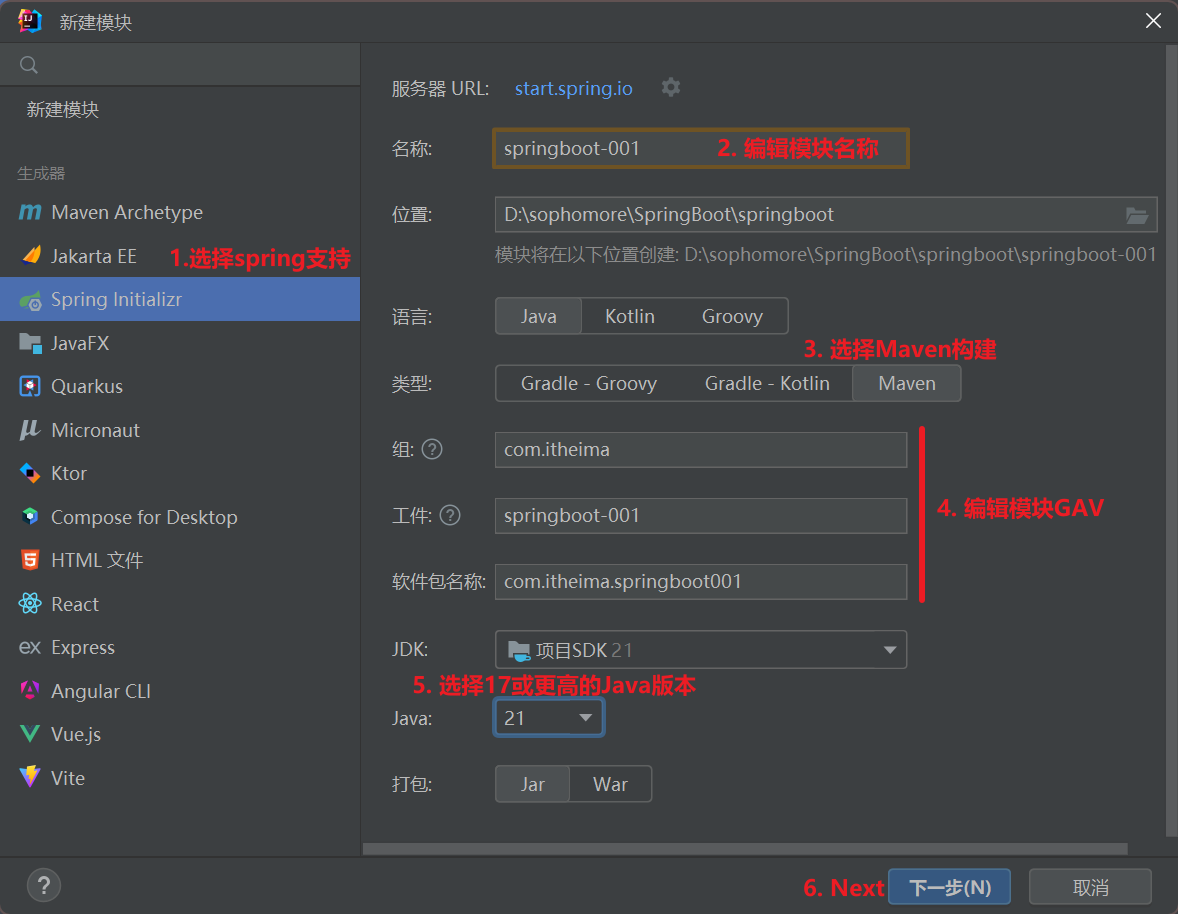 新建模块
新建模块
生成器
Maven Archetype
Jakarta EE
1.选择spring支持
Spring Initializr
JavaFX
Quarkus
Micronaut
Ktor
Compose for Desktop
HTML 文件
React
Express
Angular CLI
Vue.js
Vite
服务器 URL: start.spring.io
名称: springboot-001 2. 编辑模块名称
位置: D:\sophomore\SpringBoot\springboot
模块将在以下位置创建: D:\sophomore\SpringBoot\springboot\springboot-001
语言: Java Kotlin Groovy
3. 选择Maven构建
类型: Gradle - Groovy Gradle - Kotlin Maven
组: ? com.itheima
工件: ? springboot-001
4. 编辑模块GAV
软件包名称: com.itheima.springboot001
JDK: 项目SDK 21
5. 选择17或更高的Java版本
Java: 21
打包: Jar War
? 6. Next 下一步(N) 取消